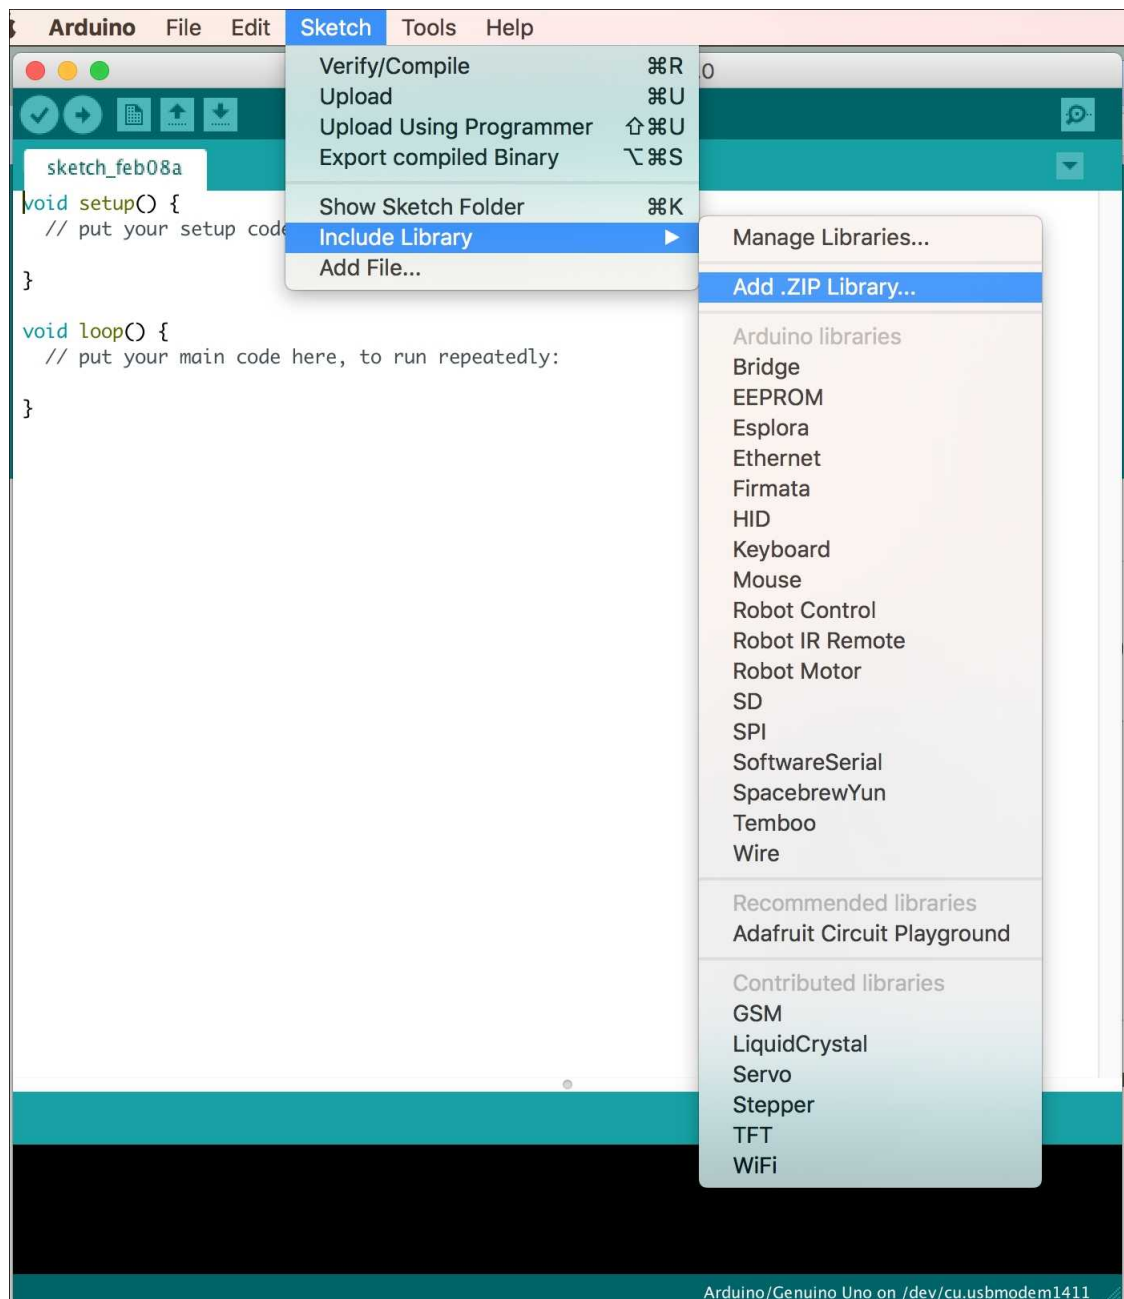 Arduino File Edit Sketch Tools Help
Verify/Compile ⌘R
Upload ⌘U
Upload Using Programmer ⇧⌘U
Export compiled Binary ⌥⌘S
Show Sketch Folder ⌘K
Include Library ▶
Add File...
.0
sketch_feb08a
void setup() {
// put your setup code
}
void loop() {
// put your main code here, to run repeatedly:
}
Manage Libraries...
Add .ZIP Library...
Arduino libraries
Bridge
EEPROM
Esplora
Ethernet
Firmata
HID
Keyboard
Mouse
Robot Control
Robot IR Remote
Robot Motor
SD
SPI
SoftwareSerial
SpacebrewYun
Temboo
Wire
Recommended libraries
Adafruit Circuit Playground
Contributed libraries
GSM
LiquidCrystal
Servo
Stepper
TFT
WiFi
Arduino/Genuino Uno on /dev/cu.usbmodem1411